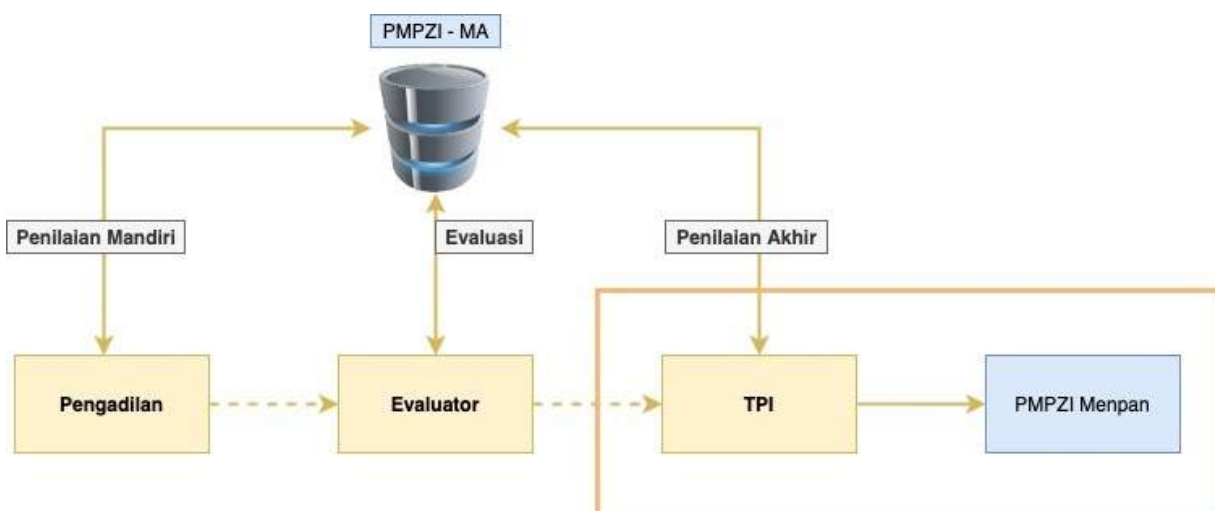 PMPZI - MA
Penilaian Mandiri
Evaluasi
Penilaian Akhir
Pengadilan
Evaluator
TPI
PMPZI Menpan